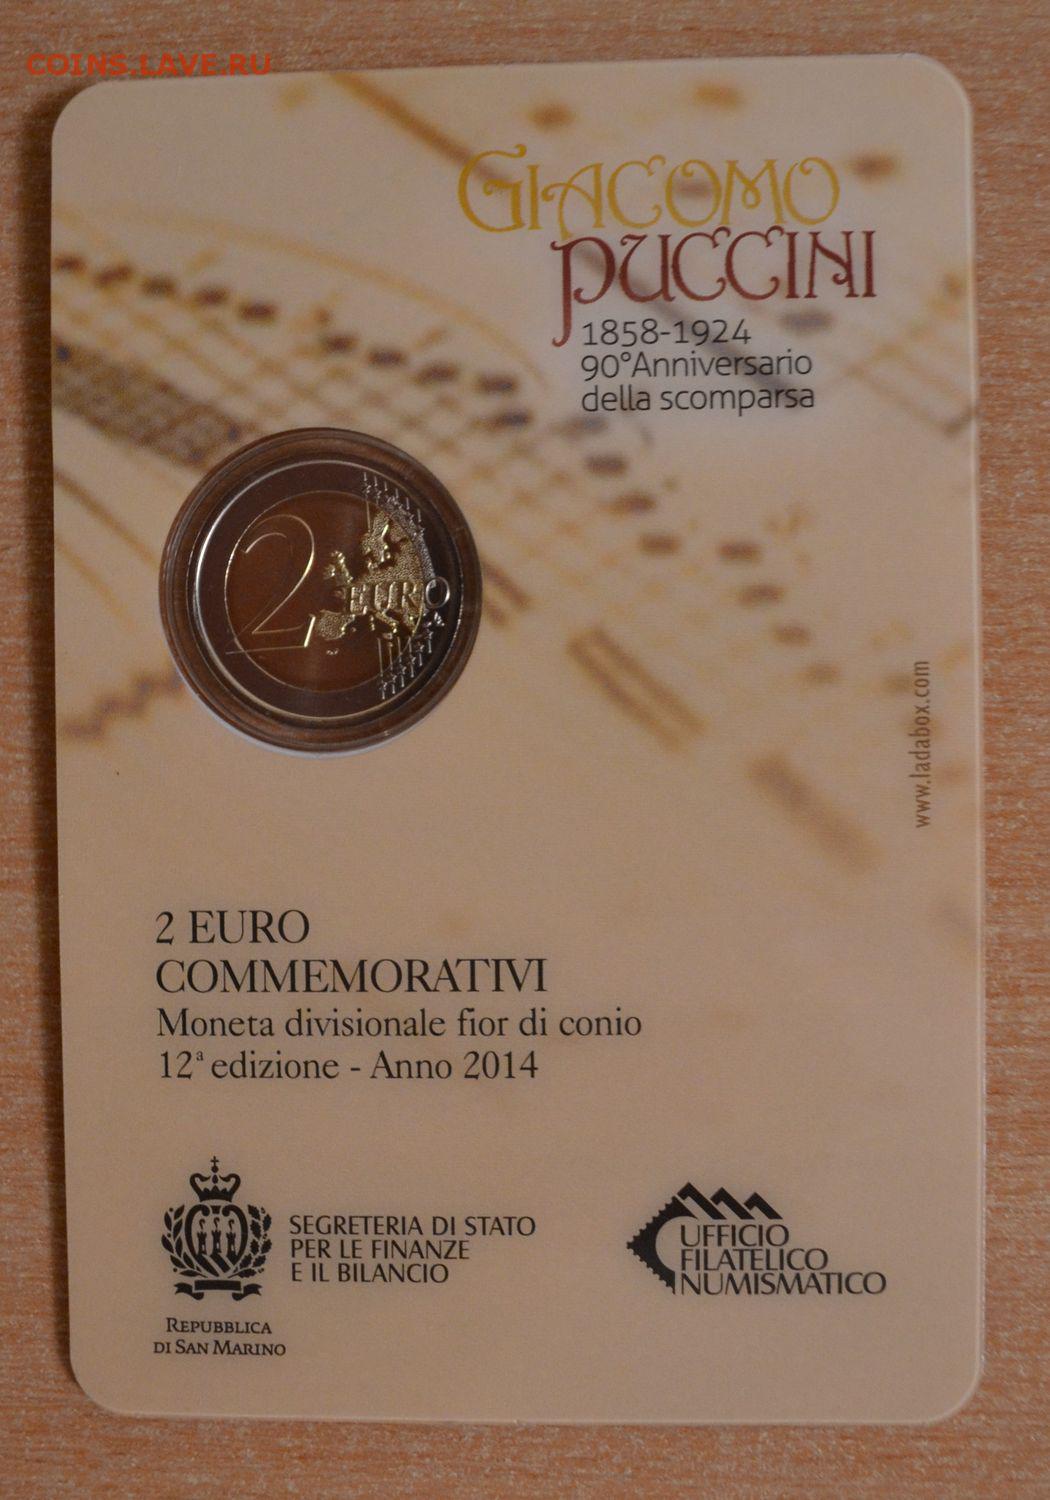 COINS.LAVE.RU
GIACOMO
PUCCINI
1858-1924
90°Anniversario
della scomparsa
2 EURO
www.ladabox.com
2 EURO
COMMEMORATIVI
Moneta divisionale fior di conio
12ª edizione - Anno 2014
SEGRETERIA DI STATO
PER LE FINANZE
E IL BILANCIO
REPUBBLICA
DI SAN MARINO
UFFICIO
FILATELICO
NUMISMATICO